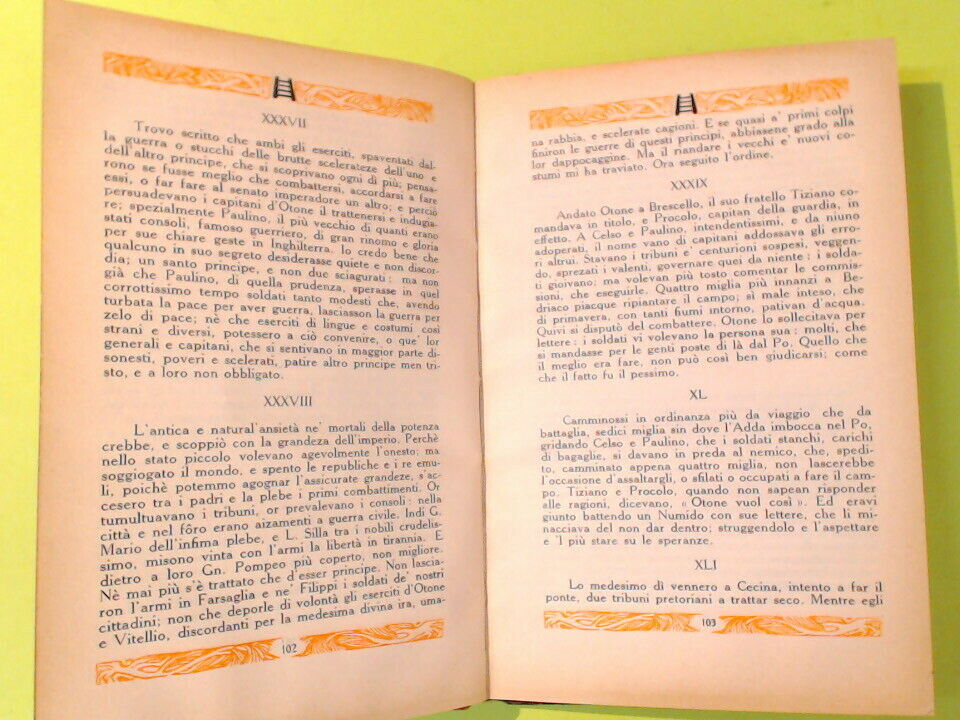 XXXVII
Trovo scritto che ambi gli eserciti, spaventati dal-
la guerra o stucchi delle brutte scelerateze dell'uno e
dell'altro principe, che si scoprivano ogni dì più; pensa-
rono se fusse meglio che combattersi, accordarsi a fare
essi, o far fare al senato imperadore un altro; e perciò
persuadevano i capitani d'Otone il trattenersi e indugia-
re; spezialmente Paulino, il più vecchio di quanti erano
stati consoli, famoso guerriero, di gran rinomo e gloria
per sue chiare geste in Inghilterra. Io credo bene che
qualcuno in suo segreto desiderasse quiete e non discor-
dia; un santo principe, e non due sciagurati: ma non
già che Paulino, di quella prudenza, sperasse in quel
corrottissimo tempo soldati tanto modesti che, avendo
turbata la pace per aver guerra, lasciasson la guerra per
zelo di pace; nè che eserciti di lingue e costumi così
strani e diversi, potessero a ciò convenire, o que' lor
generali e capitani, che si sentivano in maggior parte di-
sonesti, poveri e scelerati, patire altro principe men tri-
sto, e a loro non obbligato.
XXXVIII
L'antica e natural'ansietà ne' mortali della potenza
crebbe, e scoppiò con la grandeza dell'imperio. Perchè
nello stato piccolo volevano agevolmente l'onesto; ma
soggiogato il mondo, e spento le republiche e i re emu-
li, poichè potemmo agognar l'assicurate grandeze, s'ac-
cesero tra i padri e la plebe i primi combattimenti. Or
tumultuavano i tribuni, or prevalevano i consoli: nella
città e nel fôro erano aizamenti a guerra civile. Indi G.
Mario dell'infima plebe, e L. Silla tra i nobili crudelis-
simo, misono vinta con l'armi la libertà in tirannia. E
dietro a loro Gn. Pompeo più coperto, non migliore.
Nè mai più s'è trattato che d'esser principe. Non lascia-
ron l'armi in Farsaglia e ne' Filippi i soldati de' nostri
cittadini; non che deporle di volontà gli eserciti d'Otone
e Vitellio, discordanti per la medesima divina ira, uma-
102
na rabbia, e scelerate cagioni. E se quasi a' primi colpi
finiron le guerre di questi principi, abbiasene grado alla
lor dappocaggine. Ma il riandare i vecchi e' nuovi co-
stumi mi ha traviato. Ora seguito l'ordine.
XXXIX
Andato Otone a Brescello, il suo fratello Tiziano co-
mandava in titolo, e Procolo, capitan della guardia, in
effetto. A Celso e Paulino, intendentissimi, e da niuno
adoperati, il nome vano di capitani addossava gli erro-
ri altrui. Stavano i tribuni e' centurioni sospesi, veggen-
do, sprezati i valenti, governare quei da niente: i solda-
ti gioivano; ma volevan più tosto comentar le commis-
sioni, che eseguirle. Quattro miglia più innanzi a Be-
driaco piacque ripiantare il campo; sì male inteso, che
di primavera, con tanti fiumi intorno, pativan d'acqua.
Quivi si disputò del combattere. Otone lo sollecitava per
lettere: i soldati vi volevano la persona sua: molti, che
si mandasse per le genti poste di là dal Po. Quello che
il meglio era fare, non può così ben giudicarsi; come
che il fatto fu il pessimo.
XL
Camminossi in ordinanza più da viaggio che da
battaglia, sedici miglia sin dove l'Adda imbocca nel Po,
gridando Celso e Paulino, che i soldati stanchi, carichi
di bagaglie, si davano in preda al nemico, che, spedi-
to, camminato appena quattro miglia, non lascerebbe
l'occasione d'assaltargli, o sfilati o occupati a fare il cam-
po. Tiziano e Procolo, quando non sapean risponder
alle ragioni, dicevano, « Otone vuol così ». Ed eravi
giunto battendo un Numido con sue lettere, che li mi-
nacciava del non dar dentro; struggendolo e l'aspettare
e 'l più stare su le speranze.
XLI
Lo medesimo dì vennero a Cecina, intento a far il
ponte, due tribuni pretoriani a trattar seco. Mentre egli
103